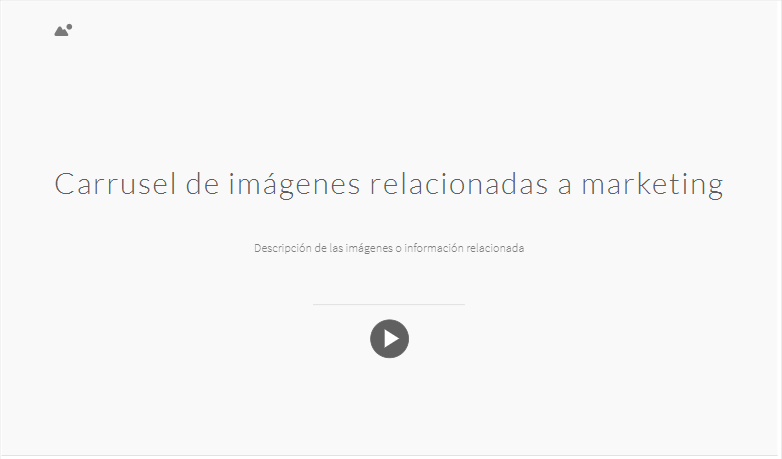 Carrusel de imágenes relacionadas a marketing
Descripción de las imágenes o información relacionada